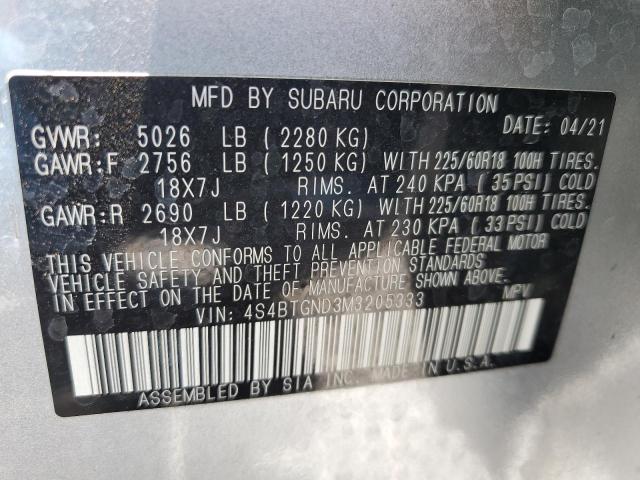 MFD BY SUBARU CORPORATION
DATE: 04/21
GVWR: 5026 LB ( 2280 KG)
GAWR:F 2756 LB ( 1250 KG) WITH 225/60R18 100H TIRES.
18X7J RIMS. AT 240 KPA ( 35 PSI) COLD
GAWR:R 2690 LB ( 1220 KG) WITH 225/60R18 100H TIRES.
18X7J RIMS. AT 230 KPA ( 33 PSI) COLD
THIS VEHICLE CONFORMS TO ALL APPLICABLE FEDERAL MOTOR
VEHICLE SAFETY AND THEFT PREVENTION STANDARDS
IN EFFECT ON THE DATE OF MANUFACTURE SHOWN ABOVE.
VIN: 4S4BTGND3M3205333 MPV
ASSEMBLED BY SIA INC. MADE IN U.S.A.